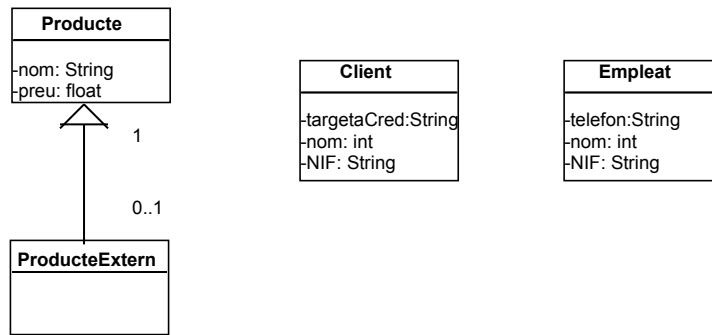 Producte
-nom: String
-preu: float
1
0..1
ProducteExtern
Client
-targetaCred:String
-nom: int
-NIF: String
Empleat
-telefon:String
-nom: int
-NIF: String